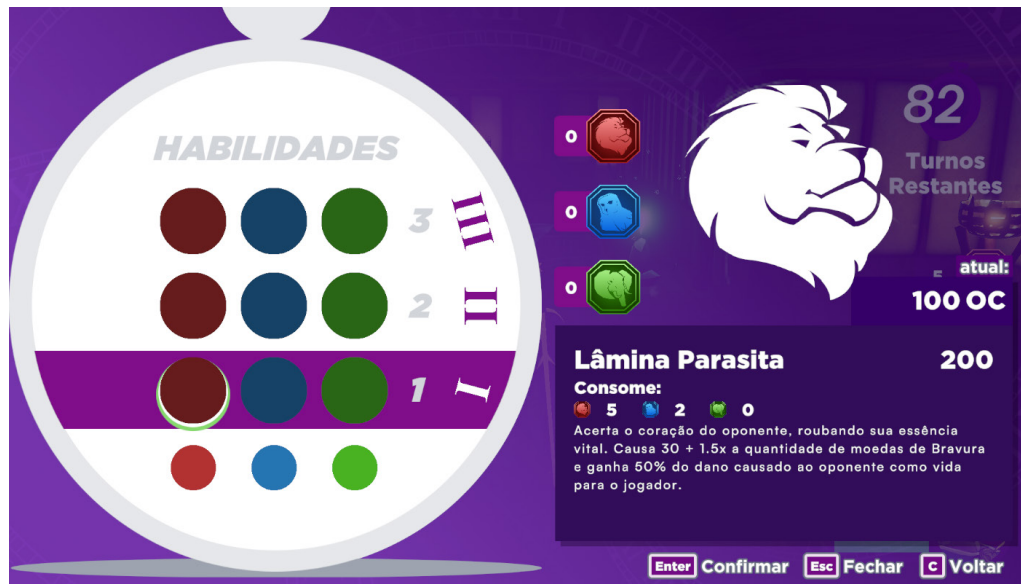 HABILIDADES
3 III
2 II
1 I
0
0
0
82
Turnos
Restantes
5
atual:
100 OC
Lâmina Parasita 200
Consome:
5 2 0
Acerta o coração do oponente, roubando sua essência
vital. Causa 30 + 1.5x a quantidade de moedas de Bravura
e ganha 50% do dano causado ao oponente como vida
para o jogador.
Enter Confirmar Esc Fechar C Voltar